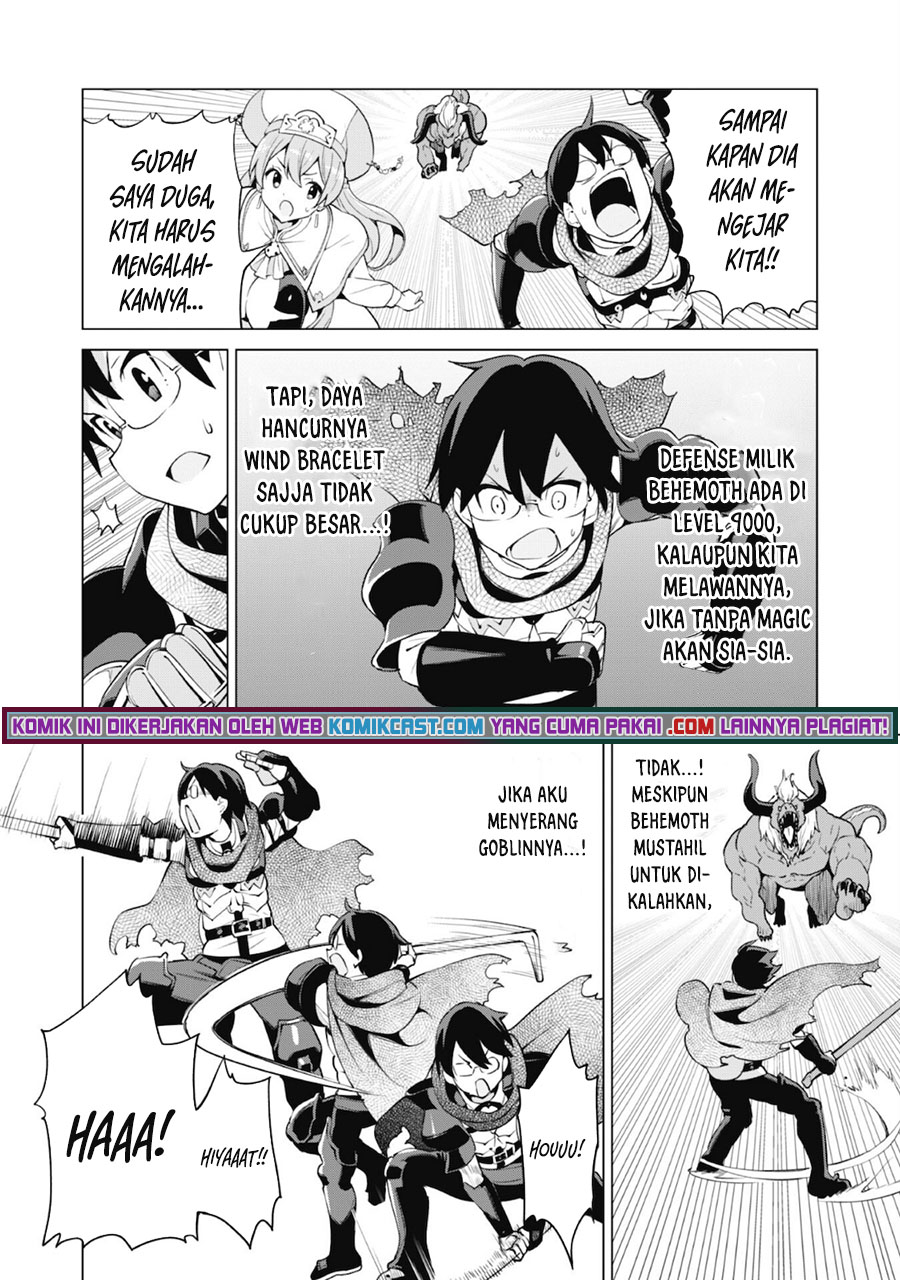 SAMPAI
KAPAN DIA
AKAN ME-
NGEJAR
KITA!!
SUDAH
SAYA DUGA,
KITA HARUS
MENGALAH-
KANNYA...
DEFENSE MILIK
BEHEMOTH ADA DI
LEVEL 9000,
KALAUPUN KITA
MELAWANNYA,
JIKA TANPA MAGIC
AKAN SIA-SIA.
TAPI, DAYA
HANCURNYA
WIND BRACELET
SAJJA TIDAK
CUKUP BESAR...!
KOMIK INI DIKERJAKAN OLEH WEB KOMIKCAST.COM YANG CUMA PAKAI .COM LAINNYA PLAGIAT!
TIDAK...!
MESKIPUN
BEHEMOTH
MUSTAHIL
UNTUK DI-
KALAHKAN,
JIKA AKU
MENYERANG
GOBLINNYA...!
HOUUU!
HIYAAAT!!
HAAA!